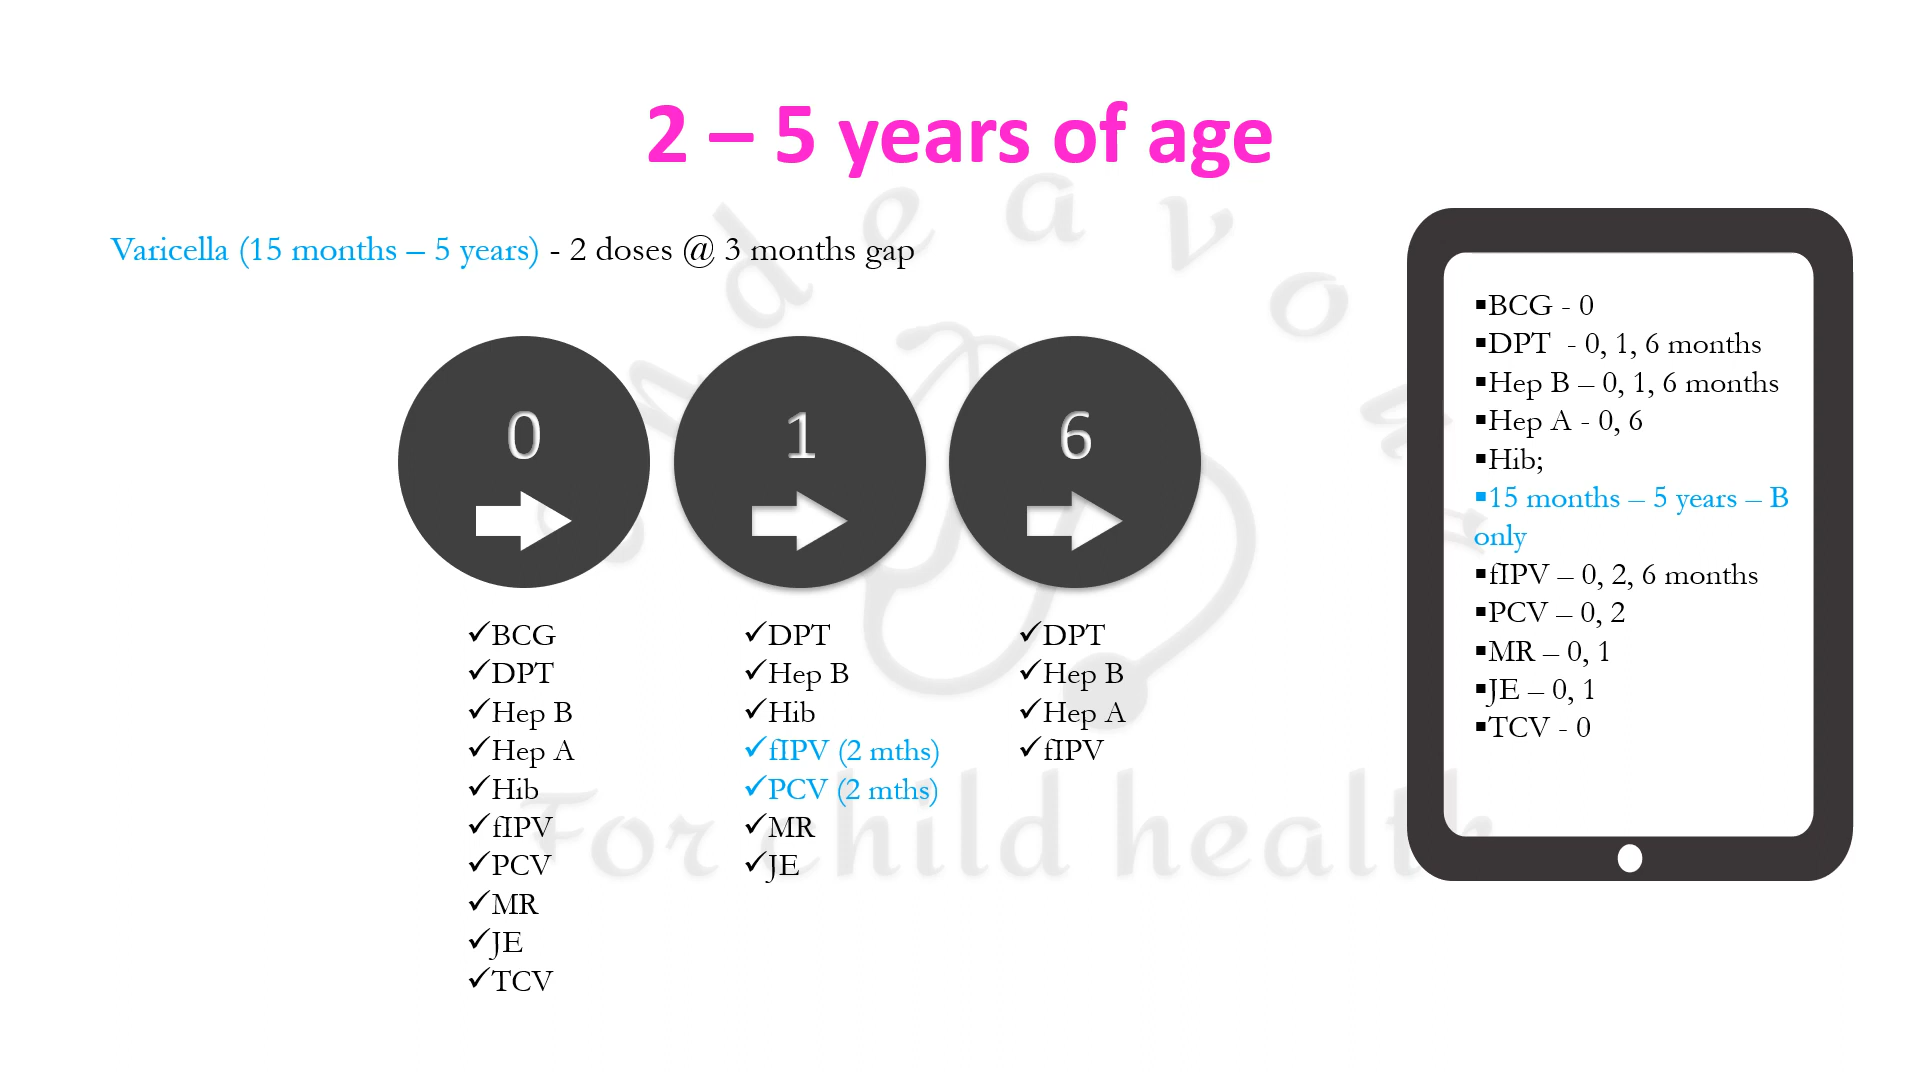 2 – 5 years of age
Varicella (15 months – 5 years) - 2 doses @ 3 months gap
0
1
6
✓BCG
✓DPT
✓Hep B
✓Hep A
✓Hib
✓fIPV
✓PCV
✓MR
✓JE
✓TCV
✓DPT
✓Hep B
✓Hib
✓fIPV (2 mths)
✓PCV (2 mths)
✓MR
✓JE
✓DPT
✓Hep B
✓Hep A
✓fIPV
▪BCG - 0
▪DPT - 0, 1, 6 months
▪Hep B – 0, 1, 6 months
▪Hep A - 0, 6
▪Hib;
▪15 months – 5 years – B
only
▪fIPV – 0, 2, 6 months
▪PCV – 0, 2
▪MR – 0, 1
▪JE – 0, 1
▪TCV - 0
For child health